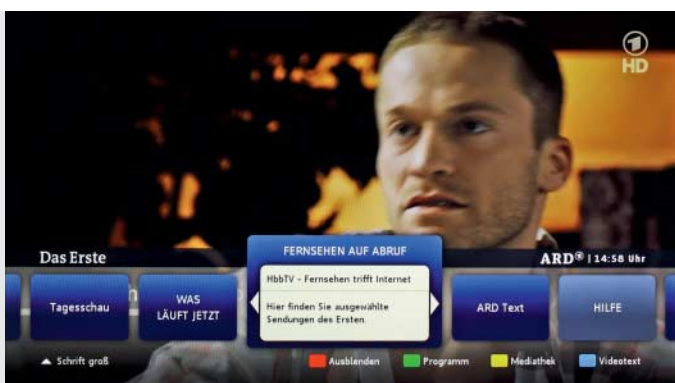 HD
Das Erste
FERNSEHEN AUF ABRUF
ARD | 14:58 Uhr
Tagesschau
WAS
LÄUFT JETZT
HbbTV - Fernsehen trifft Internet
Hier finden Sie ausgewählte
Sendungen des Ersten.
ARD Text
HILFE
Schrift groß
Ausblenden
Programm
Mediathek
Videotext